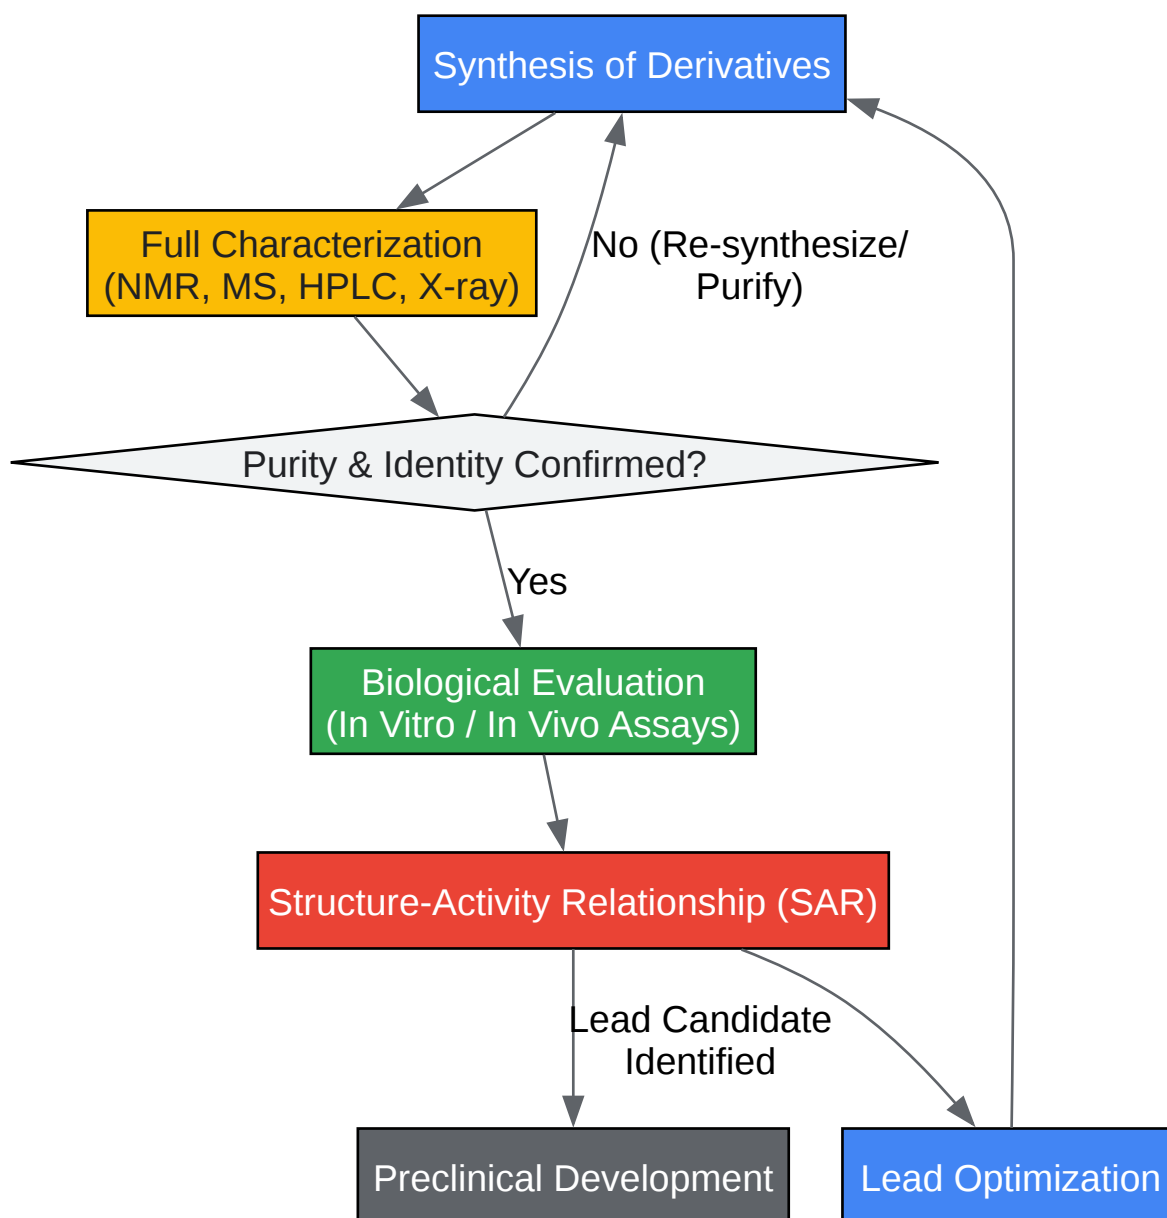 Synthesis of Derivatives
Full Characterization
(NMR, MS, HPLC, X-ray)
No (Re-synthesize/
Purify)
Purity & Identity Confirmed?
Yes
Biological Evaluation
(In Vitro / In Vivo Assays)
Structure-Activity Relationship (SAR)
Lead Candidate
Identified
Preclinical Development
Lead Optimization